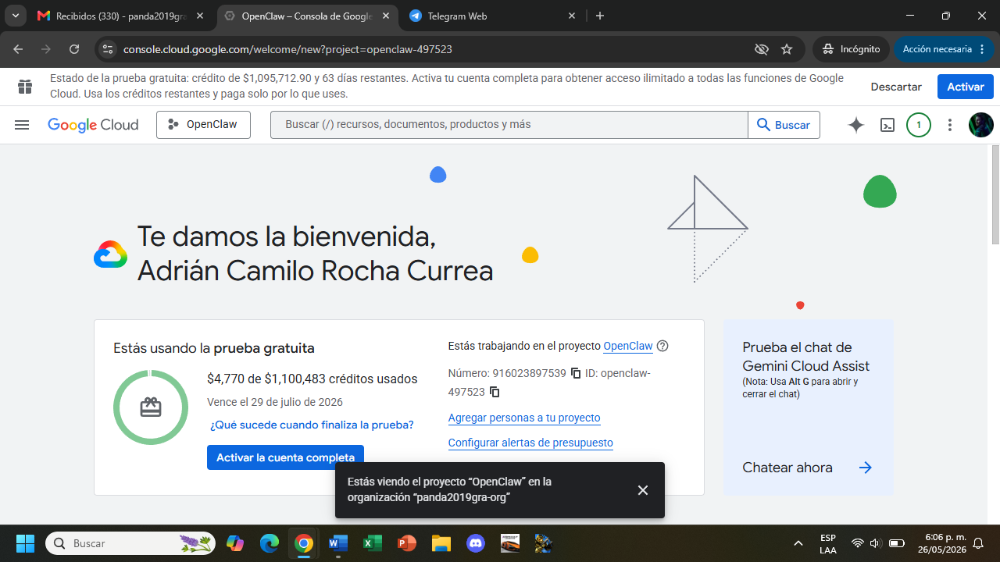 Recibidos (330) - panda2019gra
OpenClaw – Consola de Google
Telegram Web
console.cloud.google.com/welcome/new?project=openclaw-497523
Incógnito
Acción necesaria
Estado de la prueba gratuita: crédito de $1,095,712.90 y 63 días restantes. Activa tu cuenta completa para obtener acceso ilimitado a todas las funciones de Google
Cloud. Usa los créditos restantes y paga solo por lo que uses.
Descartar
Activar
Google Cloud
OpenClaw
Buscar (/) recursos, documentos, productos y más
Buscar
1
Te damos la bienvenida,
Adrián Camilo Rocha Currea
Estás usando la prueba gratuita
$4,770 de $1,100,483 créditos usados
Vence el 29 de julio de 2026
¿Qué sucede cuando finaliza la prueba?
Activar la cuenta completa
Estás trabajando en el proyecto OpenClaw
Número: 916023897539 ID: openclaw-
497523
Agregar personas a tu proyecto
Configurar alertas de presupuesto
Prueba el chat de
Gemini Cloud Assist
(Nota: Usa Alt G para abrir y
cerrar el chat)
Chatear ahora
Estás viendo el proyecto “OpenClaw” en la
organización “panda2019gra-org”
Buscar
ESP
LAA
6:06 p. m.
26/05/2026